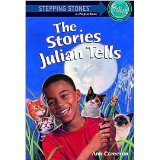 STEPPING STONES
The
Stories
Julian Tells
Ann Cameron